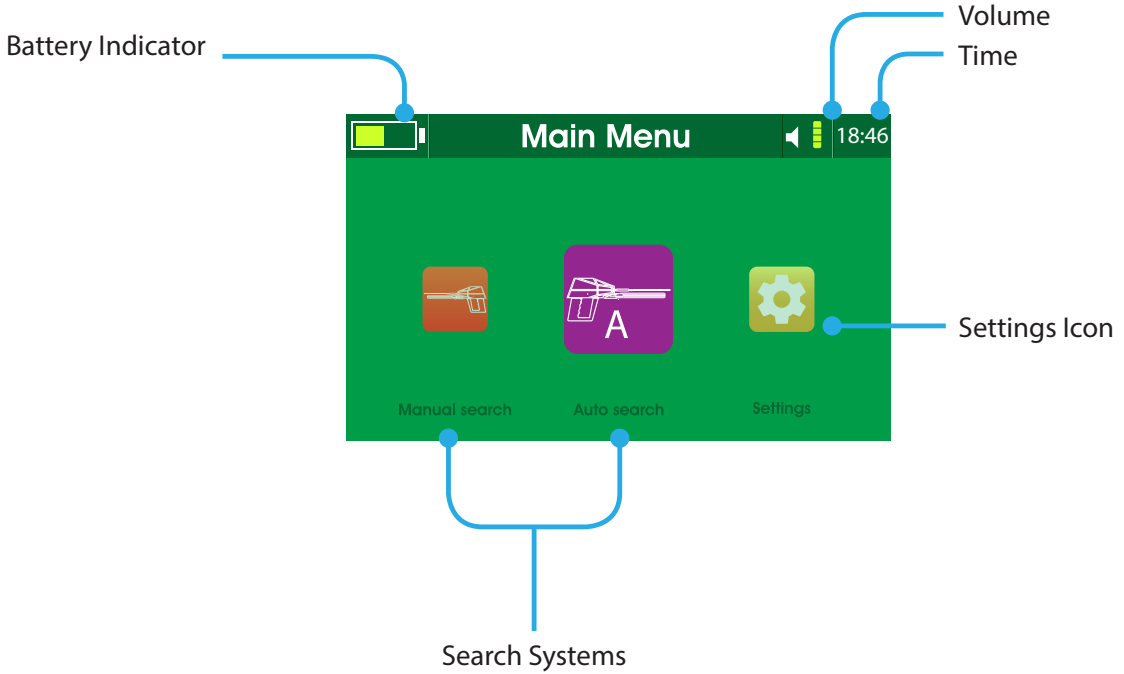 Volume
Battery Indicator
Time
Main Menu
18:46
A
Settings Icon
Manual search
Auto search
Settings
Search Systems